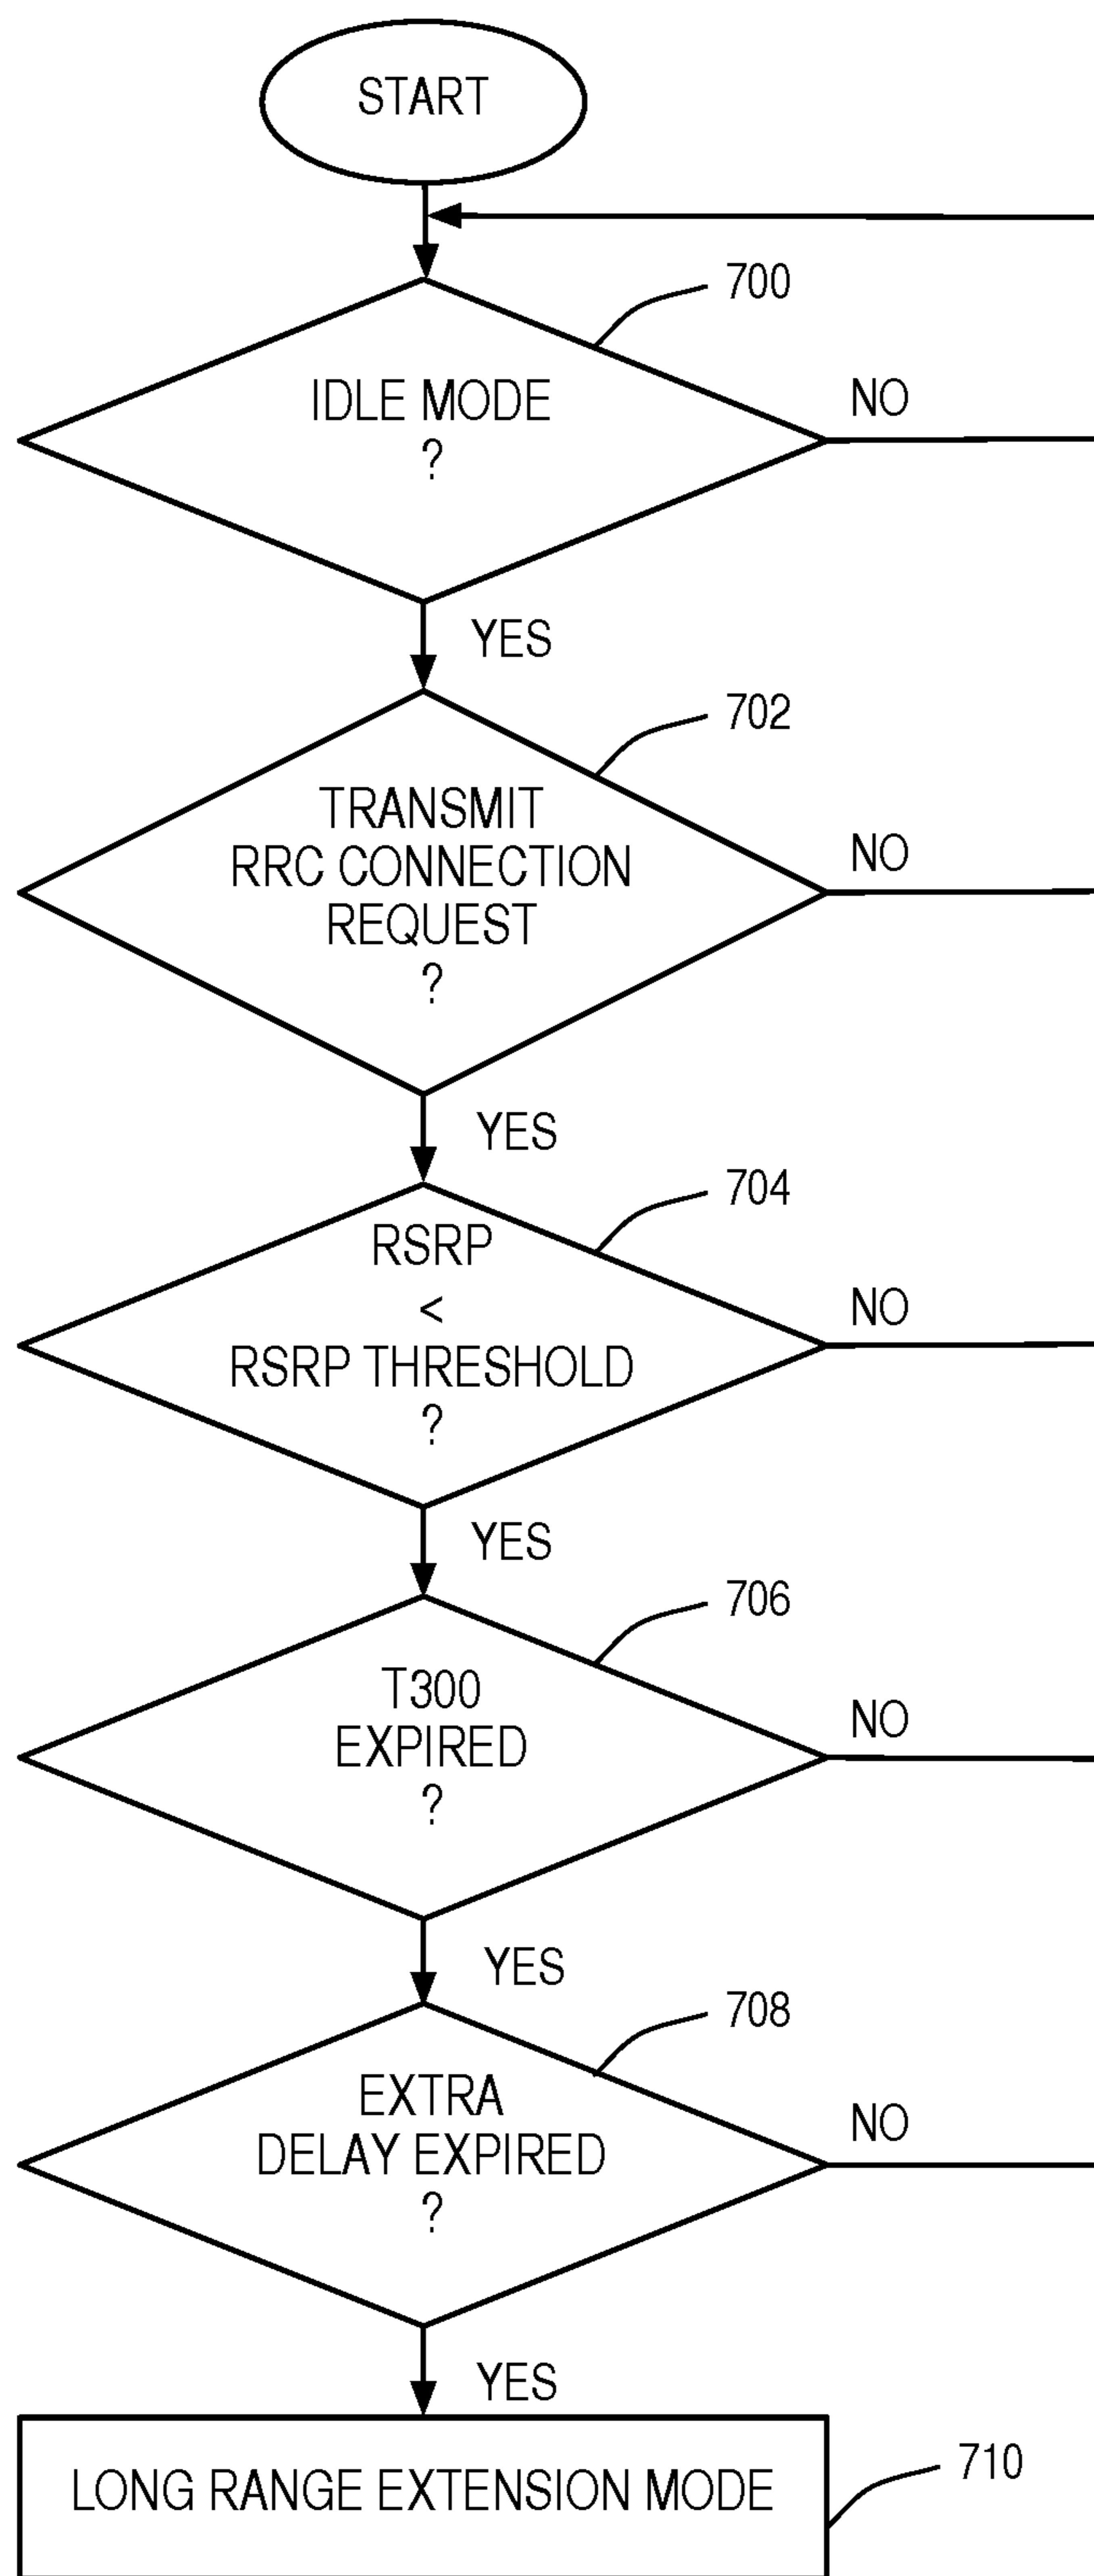 START
700
IDLE MODE
?
NO
YES
702
TRANSMIT
RRC CONNECTION
REQUEST
?
NO
YES
704
RSRP
<
RSRP THRESHOLD
?
NO
YES
706
T300
EXPIRED
?
NO
YES
708
EXTRA
DELAY EXPIRED
?
NO
YES
LONG RANGE EXTENSION MODE
710